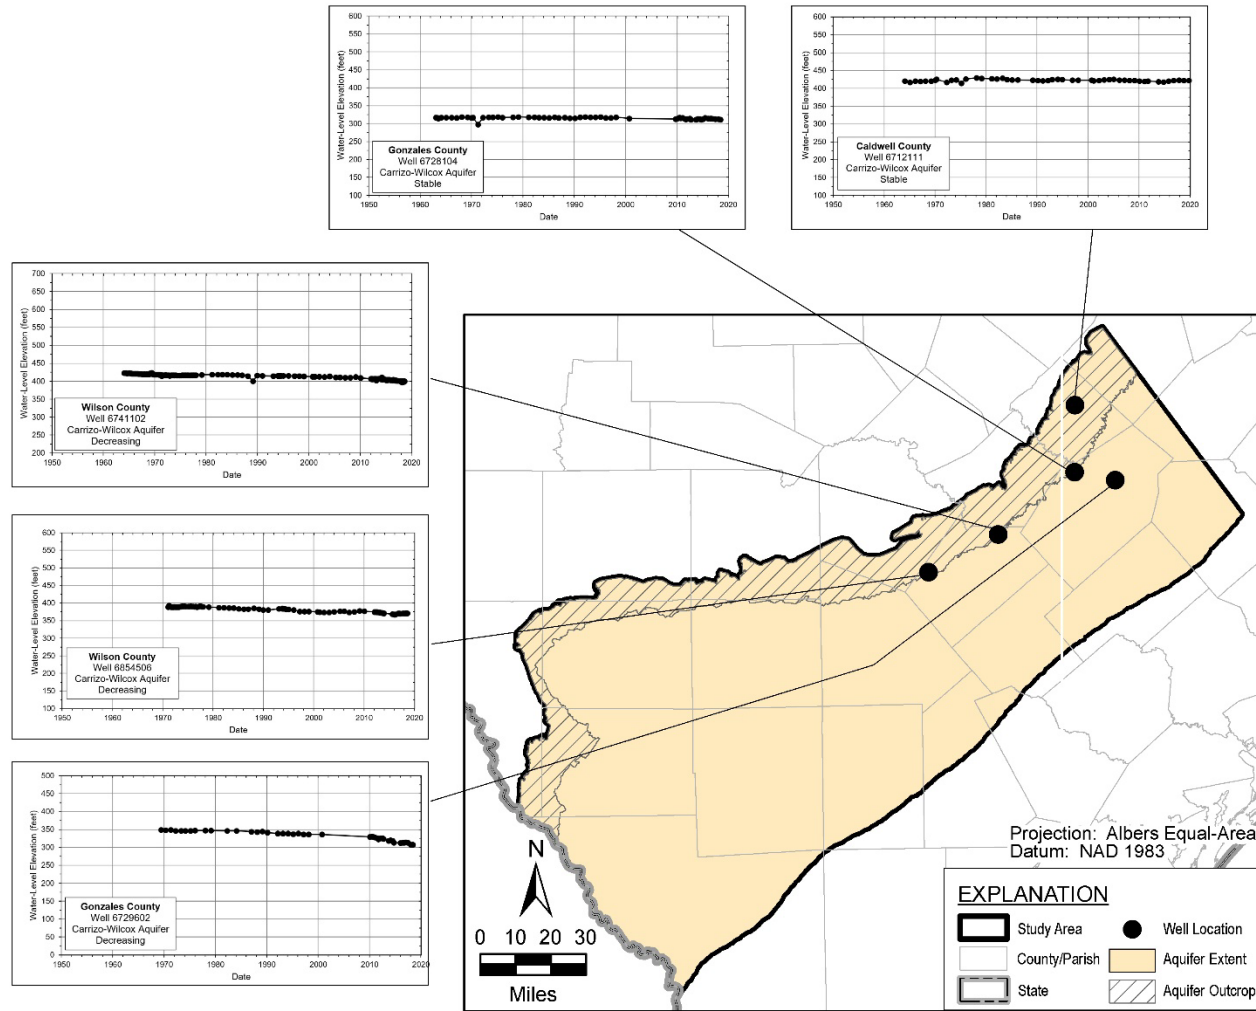 600
550
500
450
400
350
300
250
200
150
100
Water-Level Elevation (feet)
Gonzales County
Well 6728104
Carrizo-Wilcox Aquifer
Stable
1950 1960 1970 1980 1990 2000 2010 2020
Date
600
550
500
450
400
350
300
250
200
150
100
Water-Level Elevation (feet)
Caldwell County
Well 6712111
Carrizo-Wilcox Aquifer
Stable
1950 1960 1970 1980 1990 2000 2010 2020
Date
700
650
600
550
500
450
400
350
300
250
200
Water-Level Elevation (feet)
Wilson County
Well 6741102
Carrizo-Wilcox Aquifer
Decreasing
1950 1960 1970 1980 1990 2000 2010 2020
Date
600
550
500
450
400
350
300
250
200
150
100
Water-Level Elevation (feet)
Wilson County
Well 6854506
Carrizo-Wilcox Aquifer
Decreasing
1950 1960 1970 1980 1990 2000 2010 2020
Date
500
450
400
350
300
250
200
150
100
50
0
Water-Level Elevation (feet)
Gonzales County
Well 6729602
Carrizo-Wilcox Aquifer
Decreasing
1950 1960 1970 1980 1990 2000 2010 2020
Date
Projection: Albers Equal-Area
Datum: NAD 1983
N
0 10 20 30
Miles
EXPLANATION
Study Area
Well Location
County/Parish
Aquifer Extent
State
Aquifer Outcrop